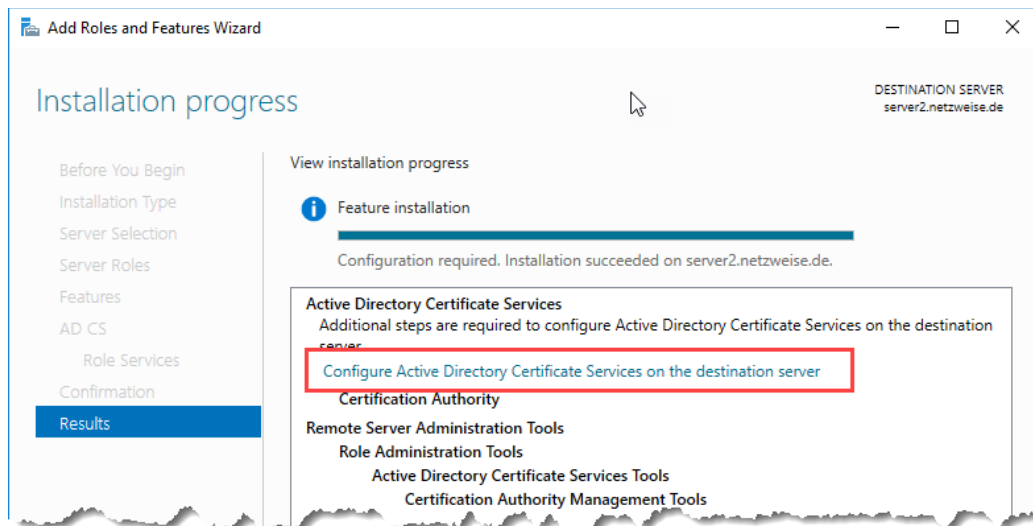 Add Roles and Features Wizard
Installation progress
DESTINATION SERVER
server2.netzweise.de
Before You Begin
Installation Type
Server Selection
Server Roles
Features
AD CS
Role Services
Confirmation
Results
View installation progress
Feature installation
Configuration required. Installation succeeded on server2.netzweise.de.
Active Directory Certificate Services
Additional steps are required to configure Active Directory Certificate Services on the destination
server
Configure Active Directory Certificate Services on the destination server
Certification Authority
Remote Server Administration Tools
Role Administration Tools
Active Directory Certificate Services Tools
Certification Authority Management Tools